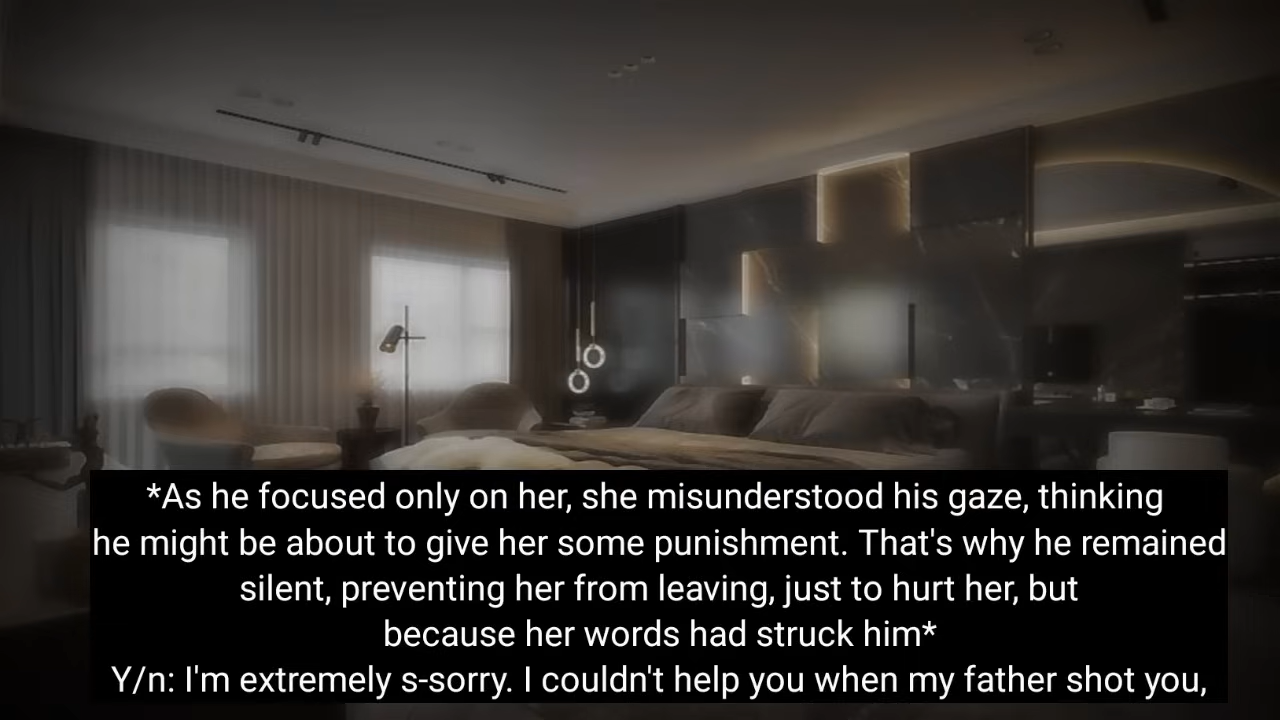 *As he focused only on her, she misunderstood his gaze, thinking
he might be about to give her some punishment. That's why he remained
silent, preventing her from leaving, just to hurt her, but
because her words had struck him*
Y/n: I'm extremely s-sorry. I couldn't help you when my father shot you,